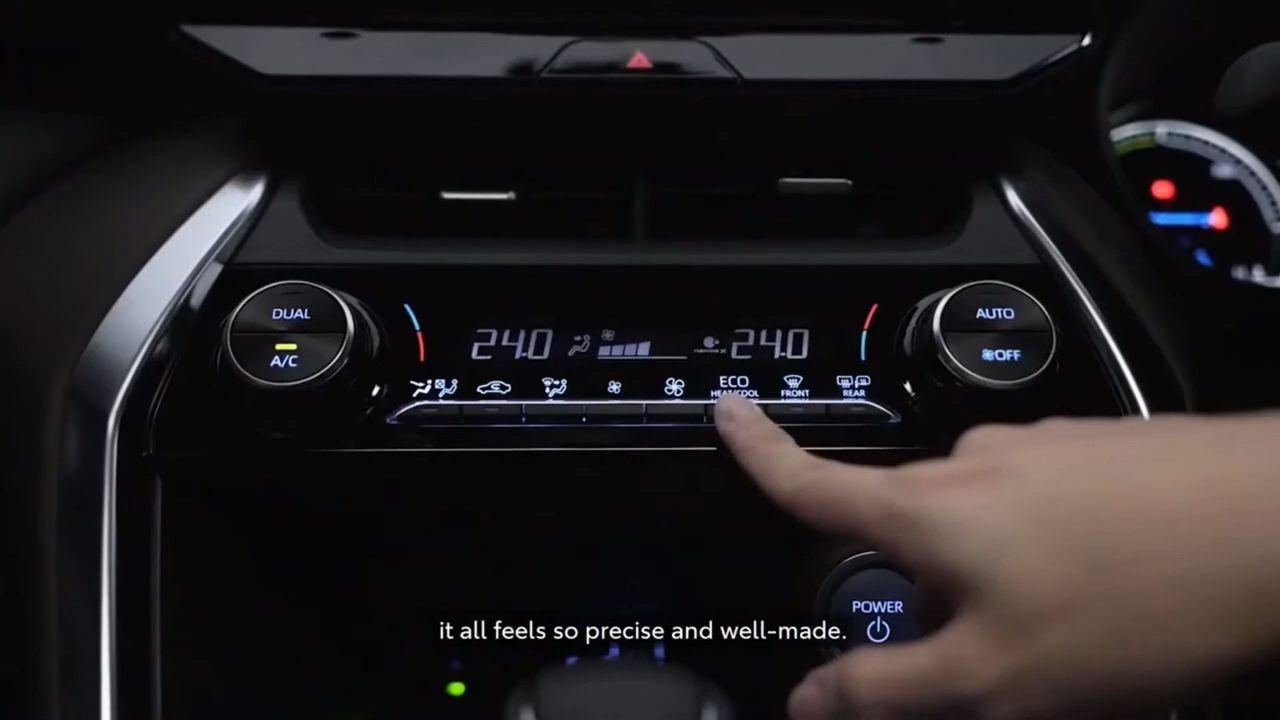 DUAL
A/C
24.0
24.0
AUTO
OFF
ECO
HEAT/COOL
FRONT
REAR
POWER
it all feels so precise and well-made.